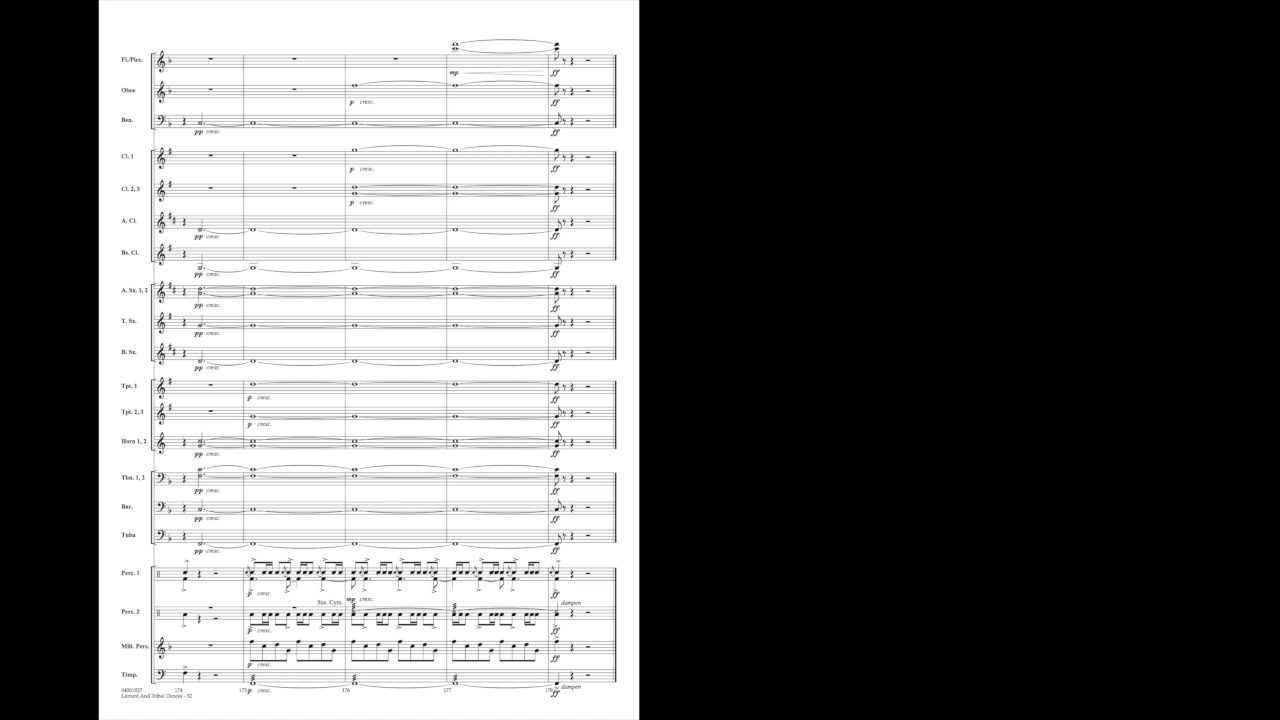 Fl/Picc.
mp ff
Oboe
p cresc. ff
Bsn.
pp cresc. ff
Cl. 1
p cresc. ff
Cl. 2, 3
p cresc. ff
A. Cl.
pp cresc. ff
Bs. Cl.
pp cresc. ff
A. Sx. 1, 2
pp cresc. ff
T. Sx.
pp cresc. ff
B. Sx.
pp cresc. ff
Tpt. 1
p cresc. ff
Tpt. 2, 3
p cresc. ff
Horn 1, 2
pp cresc. ff
Tbn. 1, 2
pp cresc. ff
Bar.
pp cresc. ff
Tuba
pp cresc. ff
Perc. 1
p cresc. ff
Sus. Cym. mp cresc. dampen
Perc. 2
p cresc. ff
Mlt. Perc.
p cresc. ff
Timp.
04001927 174 175 p cresc. 176 177 178 ff dampen
Lament And Tribal Dances - 32